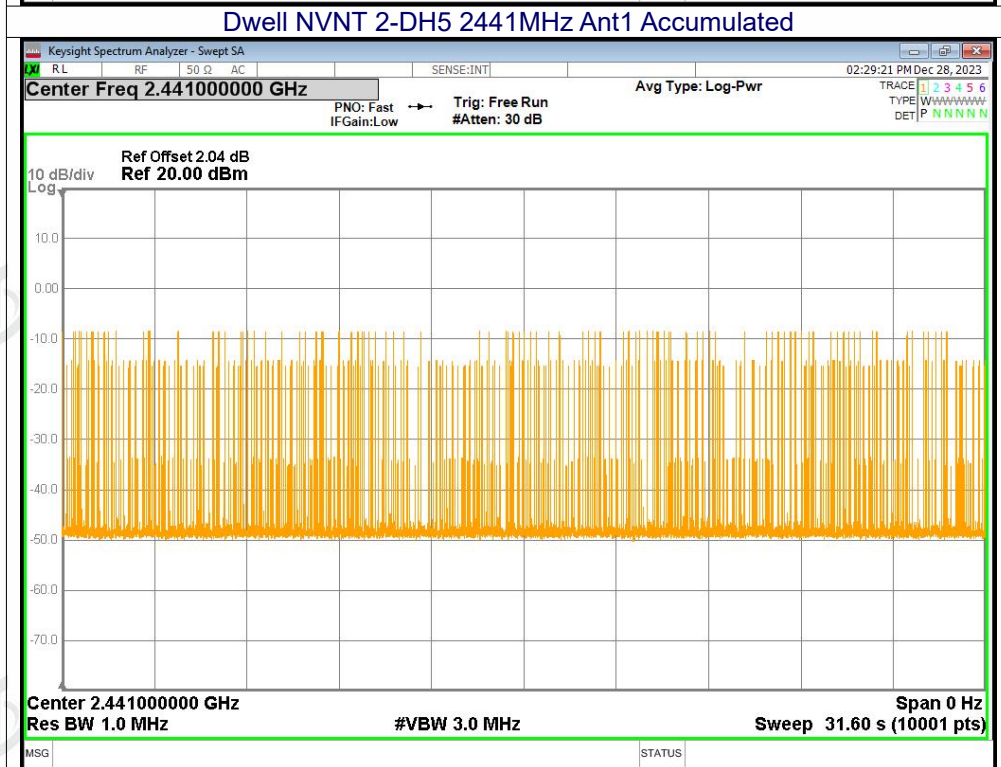 Dwell NVNT 2-DH5 2441MHz Ant1 Accumulated
Keysight Spectrum Analyzer - Swept SA
LXI RL RF 50 Ω AC SENSE:INT 02:29:21 PM Dec 28, 2023
Center Freq 2.441000000 GHz Avg Type: Log-Pwr TRACE 1 2 3 4 5 6
PNO: Fast Trig: Free Run TYPE WWWWWWW
IFGain:Low #Atten: 30 dB DET P N N N N N
Ref Offset 2.04 dB
10 dB/div Ref 20.00 dBm
Log
10.0
0.00
-10.0
-20.0
-30.0
-40.0
-50.0
-60.0
-70.0
Center 2.441000000 GHz Span 0 Hz
Res BW 1.0 MHz #VBW 3.0 MHz Sweep 31.60 s (10001 pts)
MSG STATUS